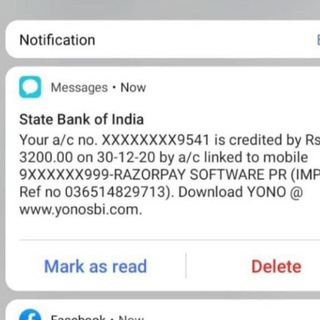 Notification
Messages • Now
State Bank of India
Your a/c no. XXXXXXXX9541 is credited by Rs
3200.00 on 30-12-20 by a/c linked to mobile
9XXXXXX999-RAZORPAY SOFTWARE PR (IMP
Ref no 036514829713). Download YONO @
www.yonosbi.com.
Mark as read
Delete
Facebook • Now